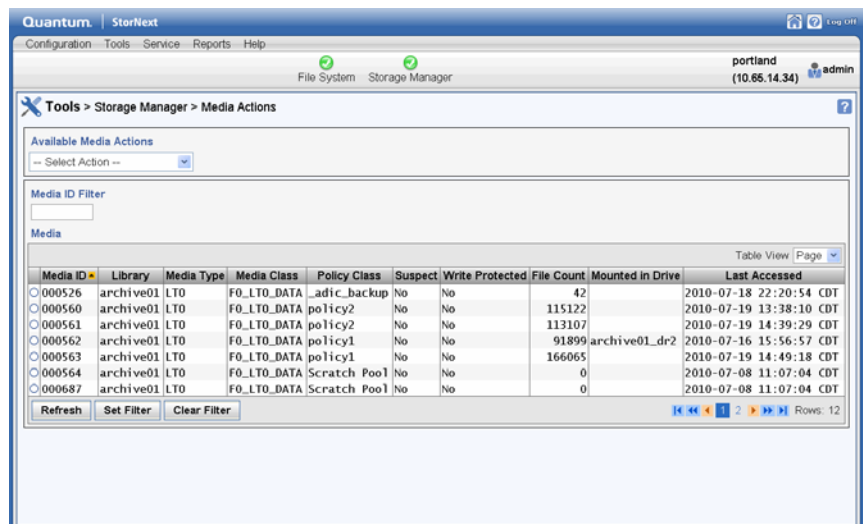 Quantum. StorNext Log Off
Configuration Tools Service Reports Help
File System Storage Manager
portland
(10.65.14.34)
admin
Tools > Storage Manager > Media Actions
Available Media Actions
-- Select Action --
Media ID Filter
Media
Table View Page
Media ID Library Media Type Media Class Policy Class Suspect Write Protected File Count Mounted in Drive Last Accessed
000526 archive01 LTO F0_LTO_DATA _adic_backup No No 42 2010-07-18 22:20:54 CDT
000560 archive01 LTO F0_LTO_DATA policy2 No No 115122 2010-07-19 13:38:10 CDT
000561 archive01 LTO F0_LTO_DATA policy2 No No 113107 2010-07-19 14:39:29 CDT
000562 archive01 LTO F0_LTO_DATA policy1 No No 91899 archive01_dr2 2010-07-16 15:56:57 CDT
000563 archive01 LTO F0_LTO_DATA policy1 No No 166065 2010-07-19 14:49:18 CDT
000564 archive01 LTO F0_LTO_DATA Scratch Pool No No 0 2010-07-08 11:07:04 CDT
000687 archive01 LTO F0_LTO_DATA Scratch Pool No No 0 2010-07-08 11:07:04 CDT
Refresh Set Filter Clear Filter 1 2 Rows: 12